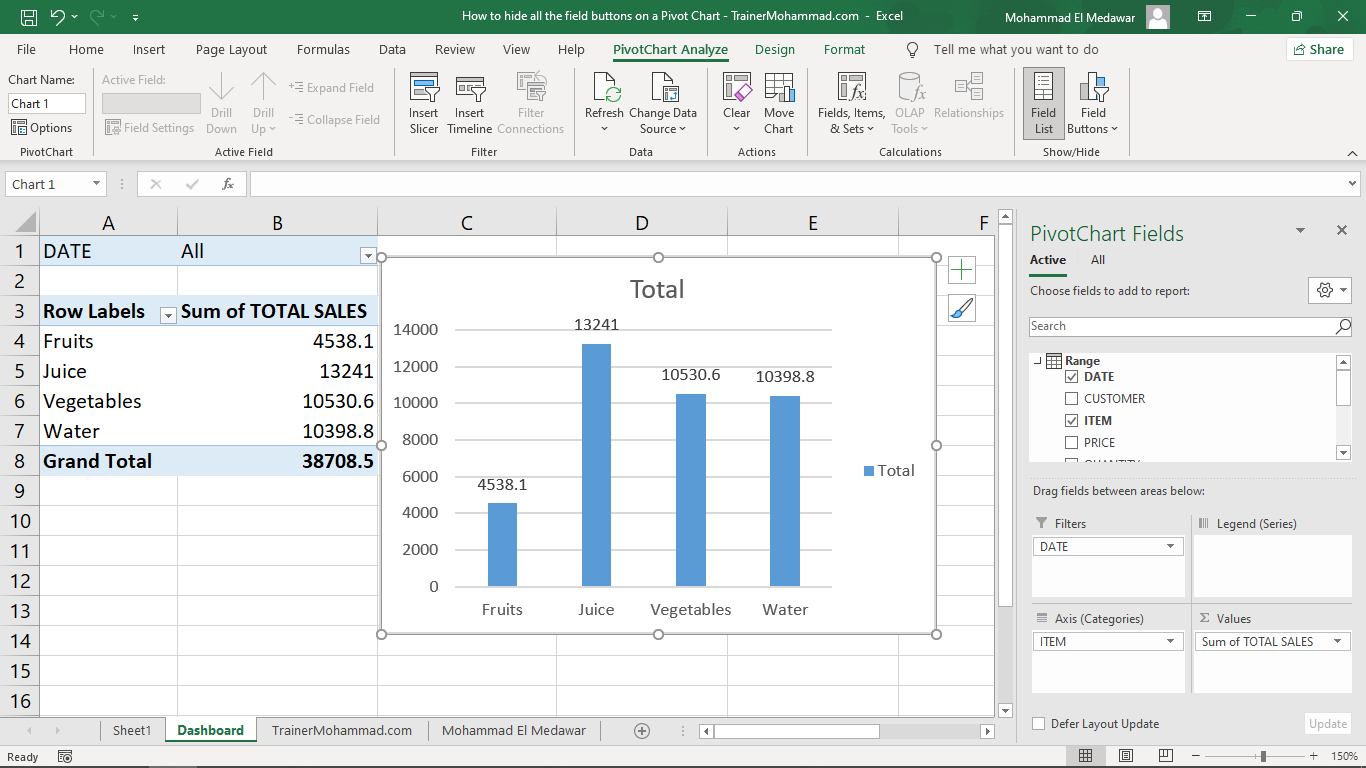 How to hide all the field buttons on a Pivot Chart - TrainerMohammad.com - Excel
Mohammad El Medawar
File Home Insert Page Layout Formulas Data Review View Help PivotChart Analyze Design Format Tell me what you want to do Share
Chart Name:
Chart 1
Options
PivotChart
Active Field:
Field Settings
Drill Down
Drill Up
Expand Field
Collapse Field
Active Field
Insert Slicer
Insert Timeline
Filter Connections
Filter
Refresh
Change Data Source
Data
Clear
Move Chart
Actions
Fields, Items, & Sets
OLAP Tools
Relationships
Calculations
Field List
Field Buttons
Show/Hide
Chart 1
fx
A B C D E F
1 DATE All
2
3 Row Labels Sum of TOTAL SALES
4 Fruits 4538.1
5 Juice 13241
6 Vegetables 10530.6
7 Water 10398.8
8 Grand Total 38708.5
9
10
11
12
13
14
15
16
Total
14000
12000
10000
8000
6000
4000
2000
0
4538.1
13241
10530.6
10398.8
Fruits Juice Vegetables Water
Total
PivotChart Fields
Active All
Choose fields to add to report:
Search
Range
DATE
CUSTOMER
ITEM
PRICE
QUANTITY
Drag fields between areas below:
Filters
DATE
Legend (Series)
Axis (Categories)
ITEM
Values
Sum of TOTAL SALES
Defer Layout Update
Update
Sheet1 Dashboard TrainerMohammad.com Mohammad El Medawar
Ready
150%